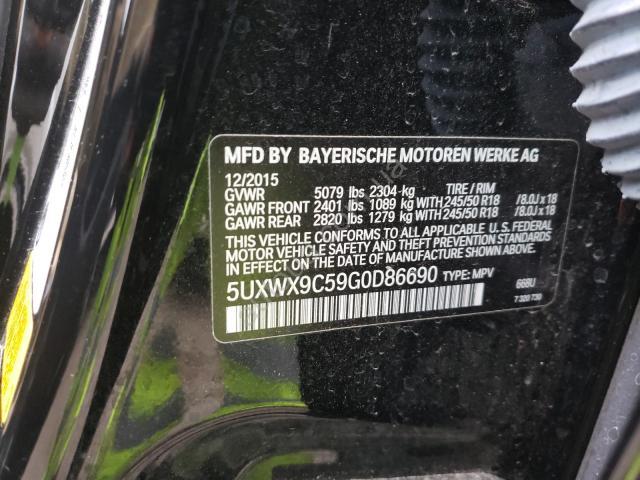 MFD BY BAYERISCHE MOTOREN WERKE AG
12/2015
GVWR 5079 lbs 2304 kg TIRE / RIM
GAWR FRONT 2401 lbs 1089 kg WITH 245/50 R18 /8.0J x 18
GAWR REAR 2820 lbs 1279 kg WITH 245/50 R18 /8.0J x 18
THIS VEHICLE CONFORMS TO ALL APPLICABLE U.S. FEDERAL
MOTOR VEHICLE SAFETY AND THEFT PREVENTION STANDARDS
IN EFFECT ON THE DATE OF MANUFACTURE SHOWN ABOVE.
5UXWX9C59G0D86690 TYPE: MPV
668U
7 320 730